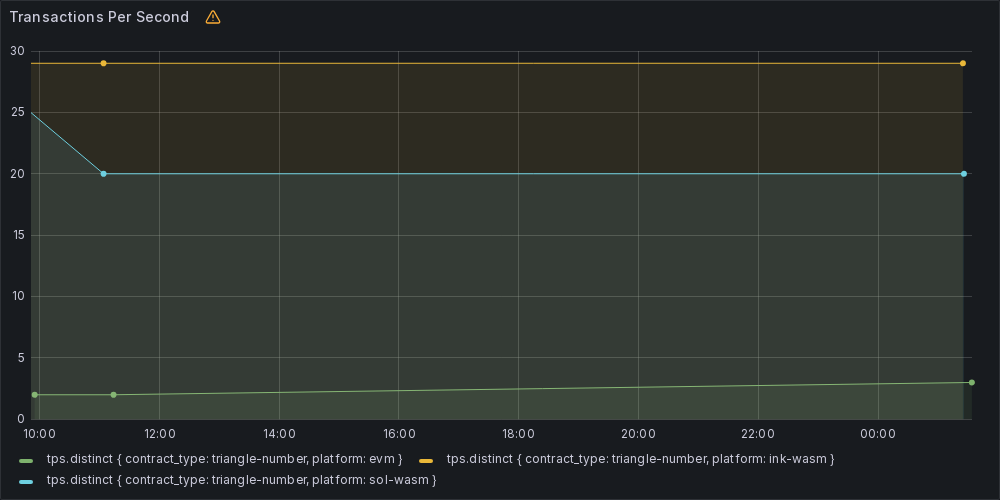 Transactions Per Second
30
25
20
15
10
5
0
10:00 12:00 14:00 16:00 18:00 20:00 22:00 00:00
tps.distinct { contract_type: triangle-number, platform: evm } tps.distinct { contract_type: triangle-number, platform: ink-wasm }
tps.distinct { contract_type: triangle-number, platform: sol-wasm }